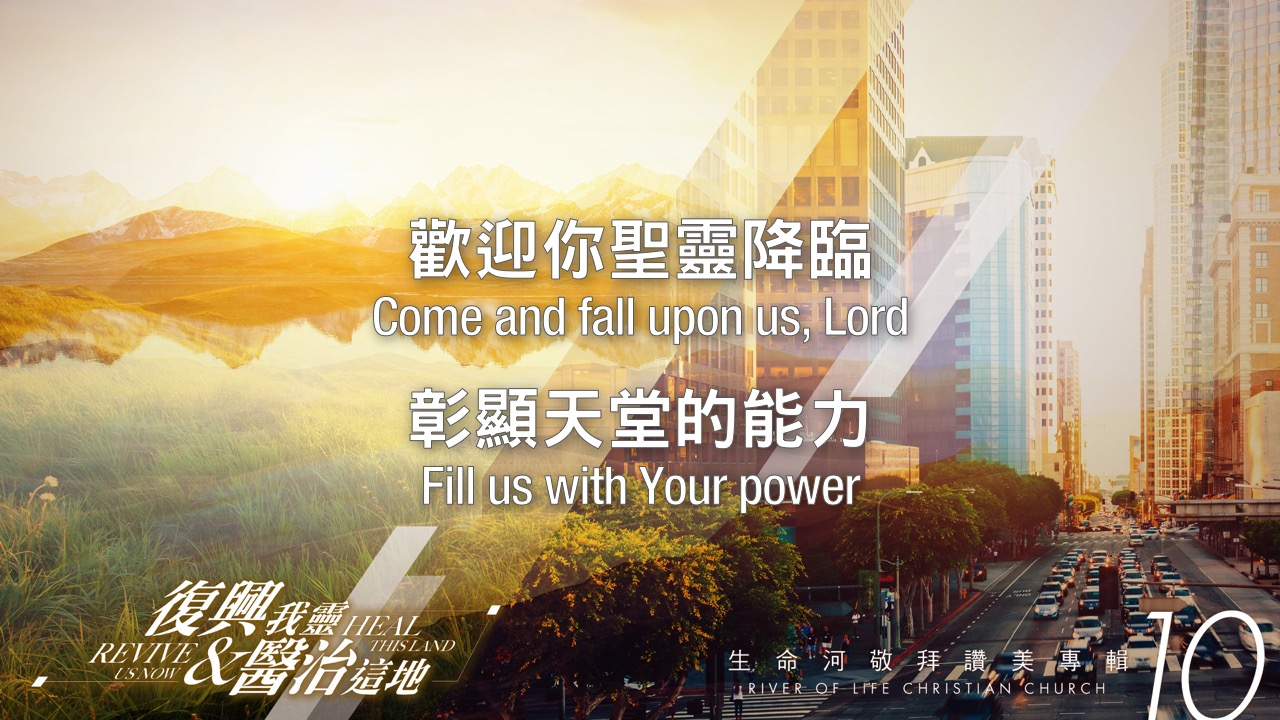 歡迎你聖靈降臨
Come and fall upon us, Lord
彰顯天堂的能力
Fill us with Your power
復興我靈 HEAL THIS LAND
REVIVE US NOW & 醫治這地
生命河敬拜讚美專輯 10
RIVER OF LIFE CHRISTIAN CHURCH